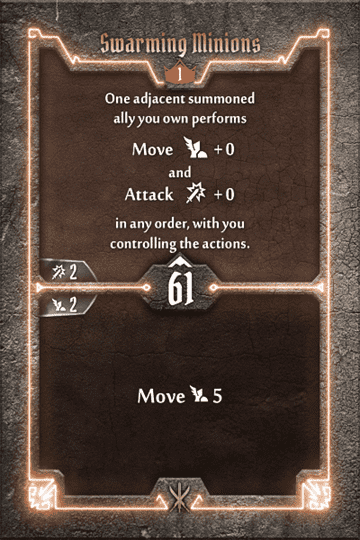 Swarming Minions
1
One adjacent summoned
ally you own performs
Move +0
and
Attack +0
in any order, with you
controlling the actions.
2
61
2
Move 5